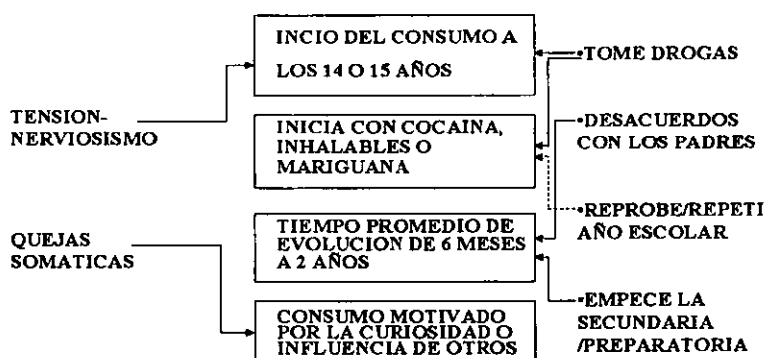 TENSION-
NERVIOSISMO
QUEJAS
SOMATICAS
INCIO DEL CONSUMO A
LOS 14 O 15 AÑOS
INICIA CON COCAINA,
INHALABLES O
MARIGUANA
TIEMPO PROMEDIO DE
EVOLUCION DE 6 MESES
A 2 AÑOS
CONSUMO MOTIVADO
POR LA CURIOSIDAD O
INFLUENCIA DE OTROS
•TOME DROGAS
•DESACUERDOS
CON LOS PADRES
•REPROBE/REPETI
AÑO ESCOLAR
•EMPECE LA
SECUNDARIA
/PREPARATORIA